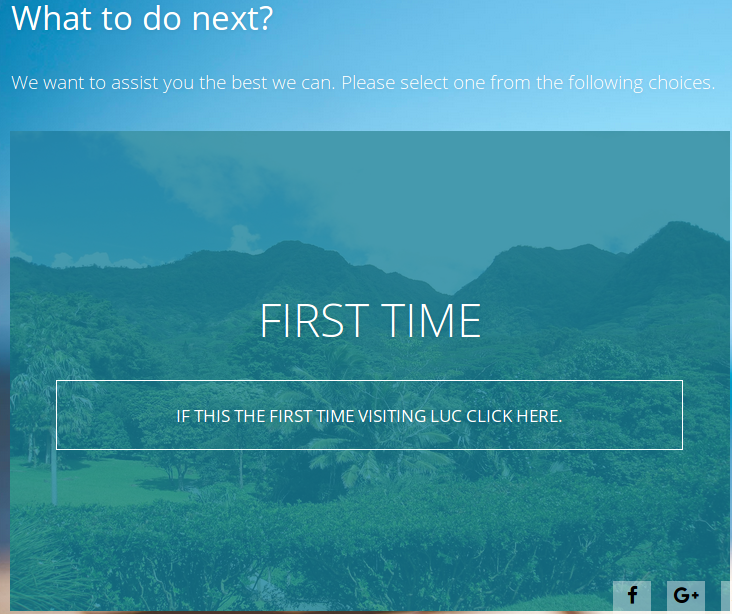 What to do next?
We want to assist you the best we can. Please select one from the following choices.
FIRST TIME
IF THIS THE FIRST TIME VISITING LUC CLICK HERE.
f
G+